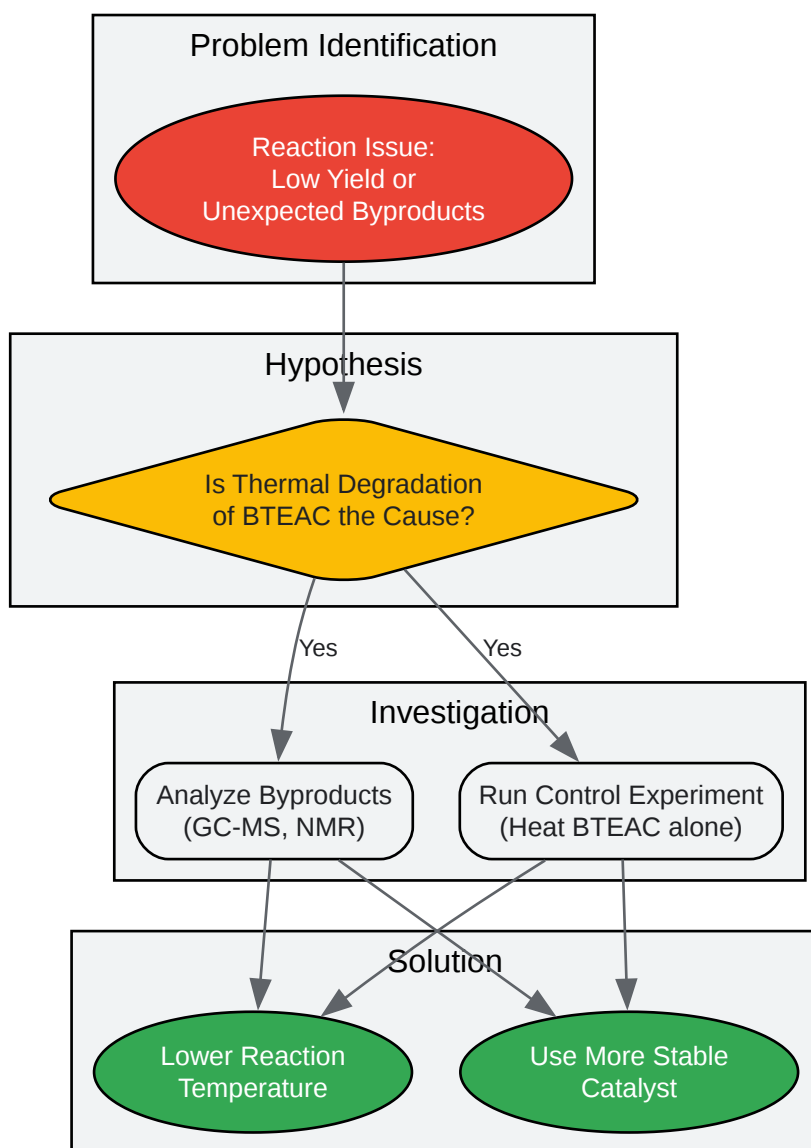 Problem Identification
Reaction Issue:
Low Yield or
Unexpected Byproducts
Hypothesis
Is Thermal Degradation
of BTEAC the Cause?
Yes
Yes
Investigation
Analyze Byproducts
(GC-MS, NMR)
Run Control Experiment
(Heat BTEAC alone)
Solution
Lower Reaction
Temperature
Use More Stable
Catalyst